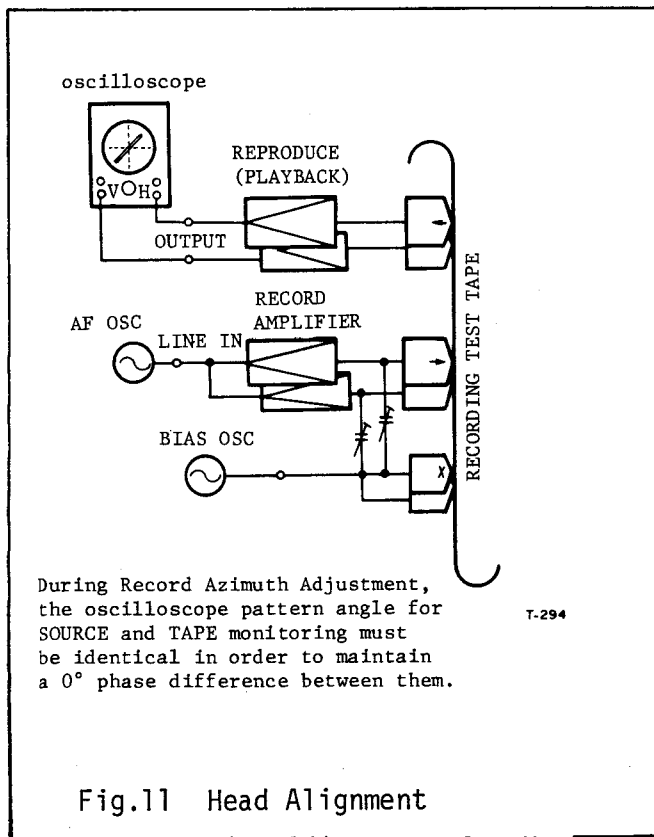 oscilloscope
V H
REPRODUCE
(PLAYBACK)
OUTPUT
RECORD
AMPLIFIER
AF OSC
LINE IN
BIAS OSC
X
RECORDING TEST TAPE
During Record Azimuth Adjustment,
the oscilloscope pattern angle for
SOURCE and TAPE monitoring must
be identical in order to maintain
a 0° phase difference between them.
T-294
Fig.11 Head Alignment